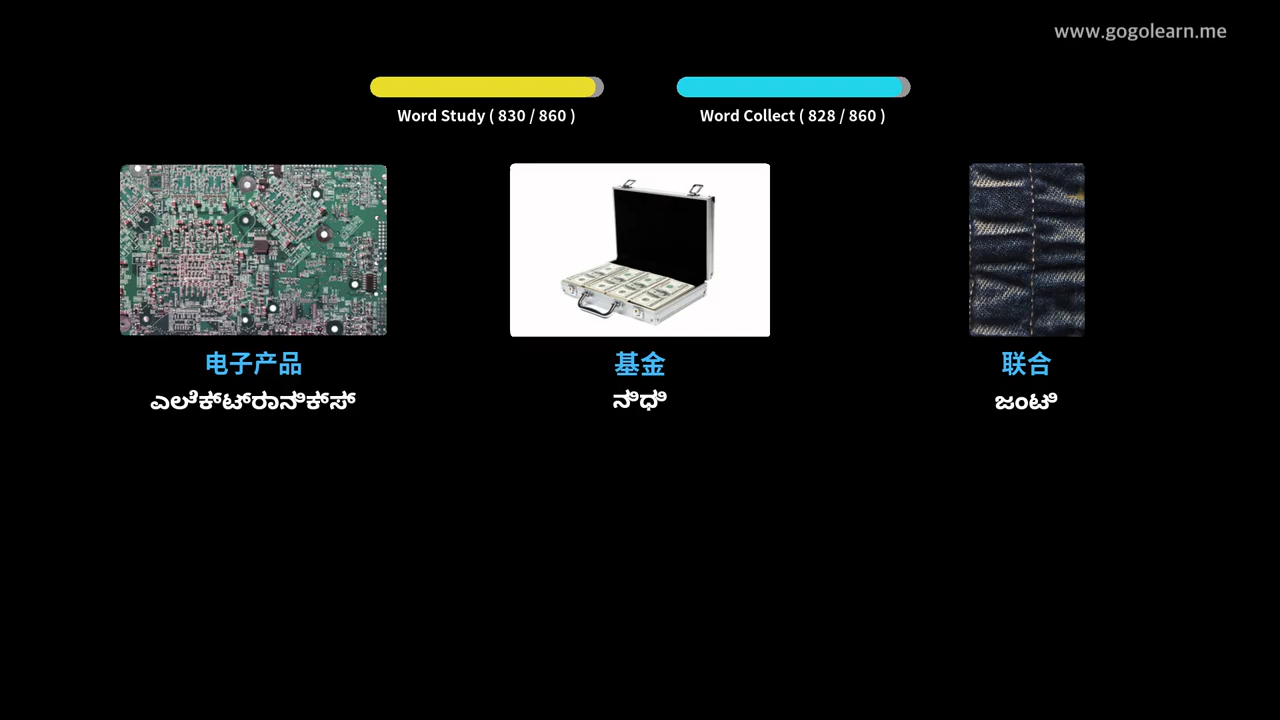 www.gogolearn.me
Word Study ( 830 / 860 )
Word Collect ( 828 / 860 )
电子产品
基金
联合
ಎಲೆಕ್ಟ್ರಾನಿಕ್ಸ್
ನಿಧಿ
ಜಂಟಿ